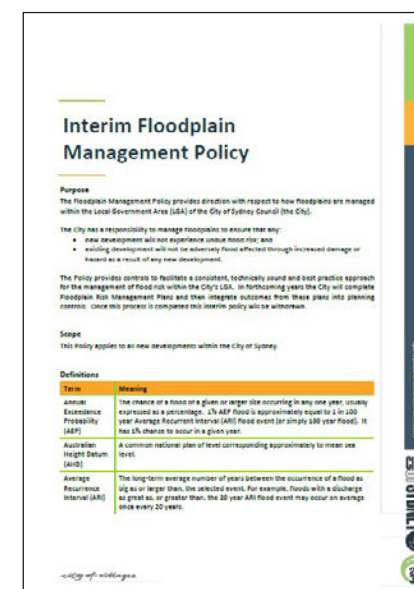 Interim Floodplain
Management Policy
Purpose
The Floodplain Management Policy provides direction with respect to how floodplains are managed
within the Local Government Area (LGA) of the City of Sydney Council (the City).
The City has a responsibility to manage floodplains to ensure that any:
• new development will not experience undue flood risk; and
• existing development will not be adversely flood affected through increased damage or
hazard as a result of any new development.
The Policy provides controls to facilitate a consistent, technically sound and best practice approach
for the management of flood risk within the City's LGA. In forthcoming years the City will complete
Floodplain Risk Management Plans and then integrate outcomes from these plans into planning
controls. Once this process is completed this interim policy will be withdrawn.
Scope
This Policy applies to all new developments within the City of Sydney.
Definitions
Term Meaning
Annual
Exceedance
Probability
(AEP)
The chance of a flood of a given or larger size occurring in any one year, usually
expressed as a percentage. 1% AEP flood is approximately equal to 1 in 100
year Average Recurrent Interval (ARI) flood event (or simply 100 year flood). It
has 1% chance to occur in a given year.
Australian
Height Datum
(AHD)
A common national plan of level corresponding approximately to mean sea
level.
Average
Recurrence
Interval (ARI)
The long-term average number of years between the occurrence of a flood as
big as or larger than, the selected event. For example, floods with a discharge
as great as, or greater than, the 20 year ARI flood event may occur on average
once every 20 years.
city of villages